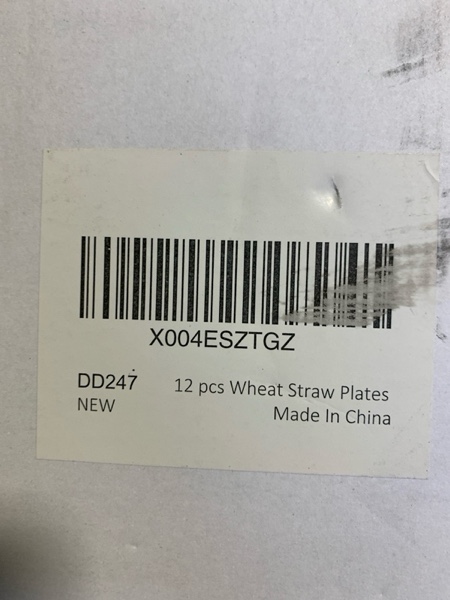 X004ESZTGZ
DD247 12 pcs Wheat Straw Plates
NEW Made In China